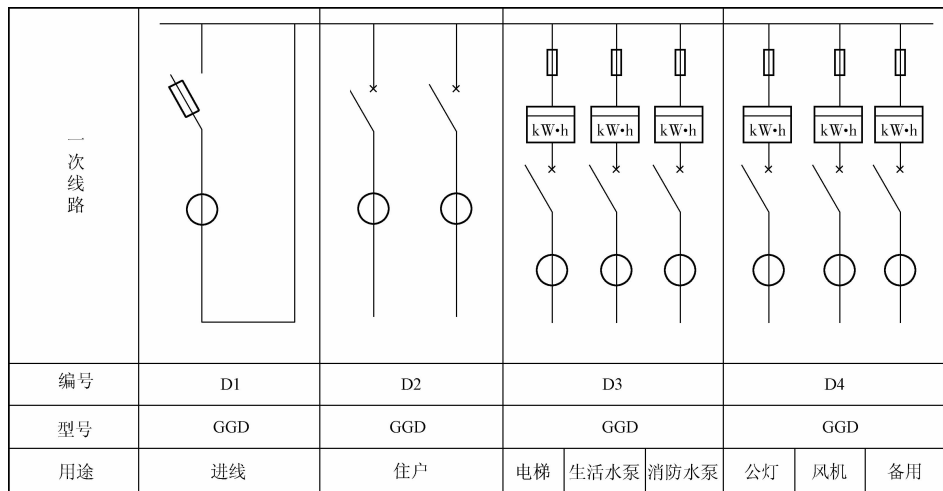 一次线路
kW•h kW•h kW•h kW•h kW•h kW•h
编号 D1 D2 D3 D4
型号 GGD GGD GGD GGD
用途 进线 住户 电梯 生活水泵 消防水泵 公灯 风机 备用